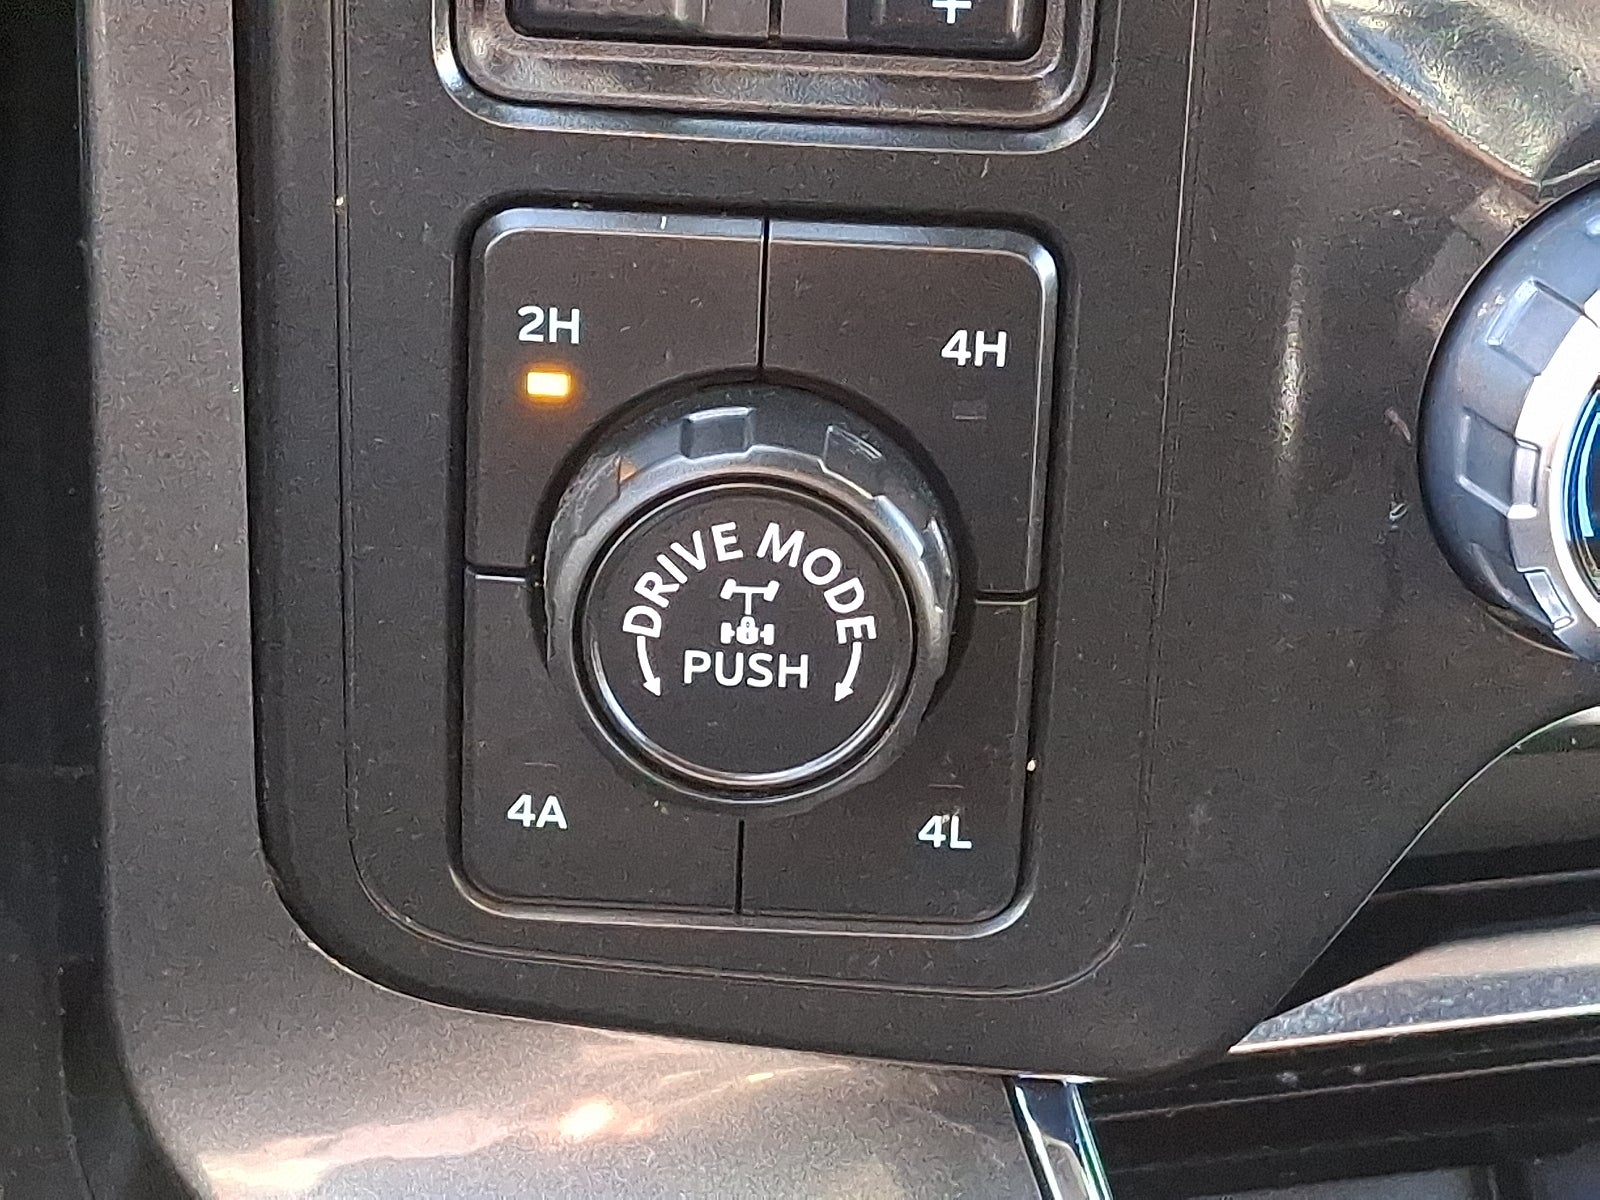 +
2H
4H
DRIVE MODE
PUSH
4A
4L